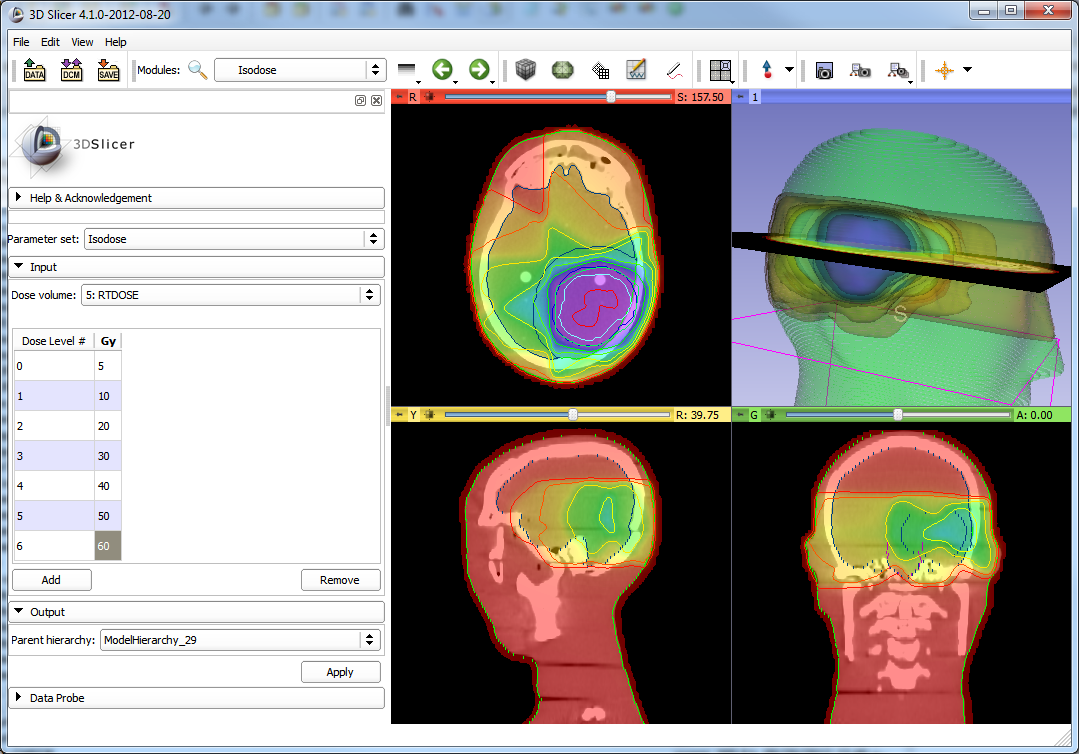 3D Slicer 4.1.0-2012-08-20
File Edit View Help
DATA DCM SAVE Modules: Isodose
3DSlicer
Help & Acknowledgement
Parameter set: Isodose
Input
Dose volume: 5: RTDOSE
Dose Level # Gy
0 5
1 10
2 20
3 30
4 40
5 50
6 60
Add Remove
Output
Parent hierarchy: ModelHierarchy_29
Apply
Data Probe
R S: 157.50
1
S
Y R: 39.75
G A: 0.00